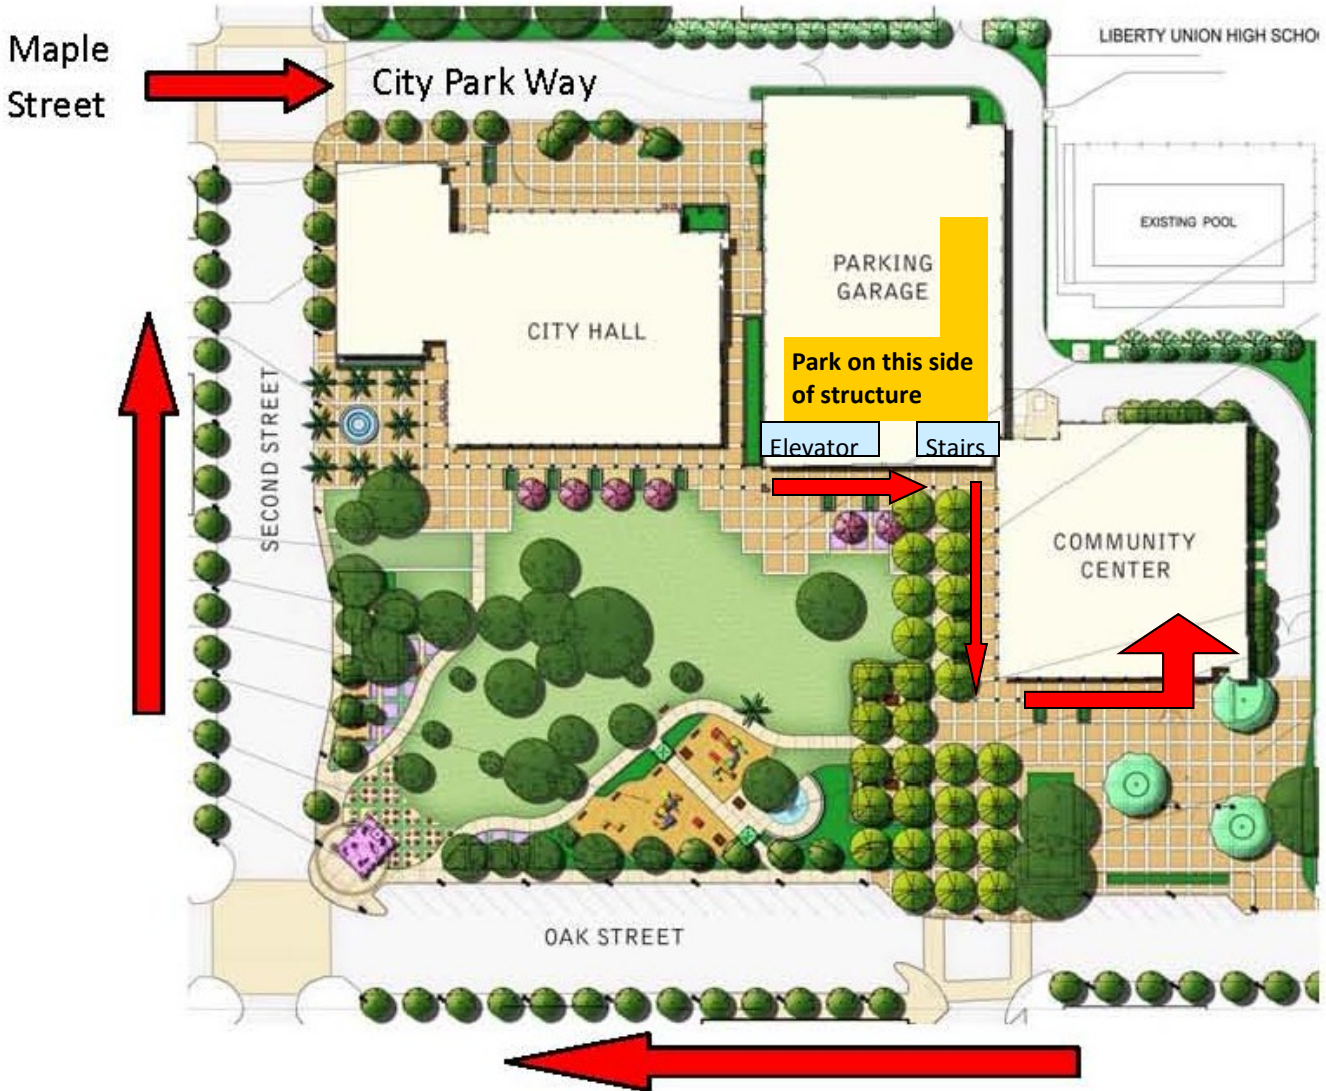 Maple
Street
City Park Way
LIBERTY UNION HIGH SCHO
EXISTING POOL
PARKING
GARAGE
CITY HALL
Park on this side
of structure
Elevator
Stairs
SECOND STREET
COMMUNITY
CENTER
OAK STREET